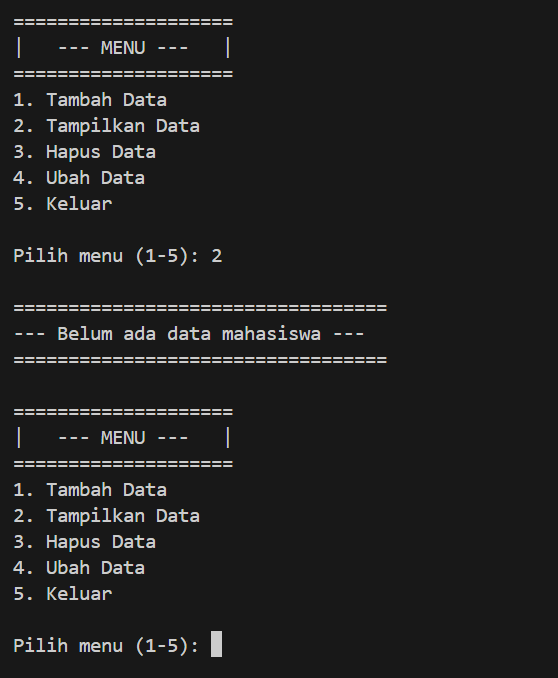 ====================
|   --- MENU ---   |
====================
1. Tambah Data
2. Tampilkan Data
3. Hapus Data
4. Ubah Data
5. Keluar
Pilih menu (1-5): 2
==================================
--- Belum ada data mahasiswa ---
==================================
====================
|   --- MENU ---   |
====================
1. Tambah Data
2. Tampilkan Data
3. Hapus Data
4. Ubah Data
5. Keluar
Pilih menu (1-5):